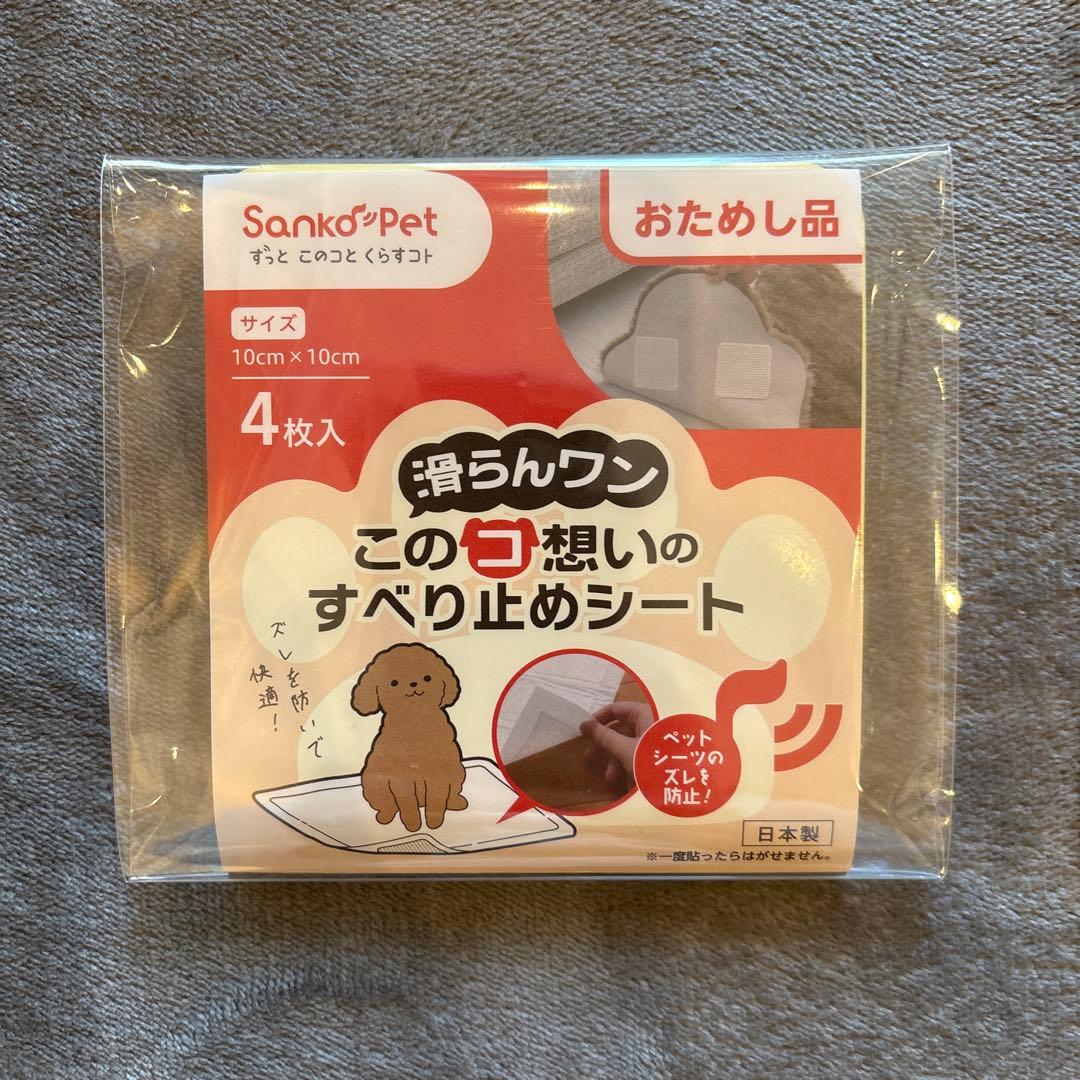 Sanko Pet
ずっと このコと くらすコト
おためし品
サイズ
10cm×10cm
4枚入
滑らんワン
このコ想いの
すべり止めシート
ズレを防いで
快適！
ペット
シーツの
ズレを
防止！
日本製
※一度貼ったらはがせません。